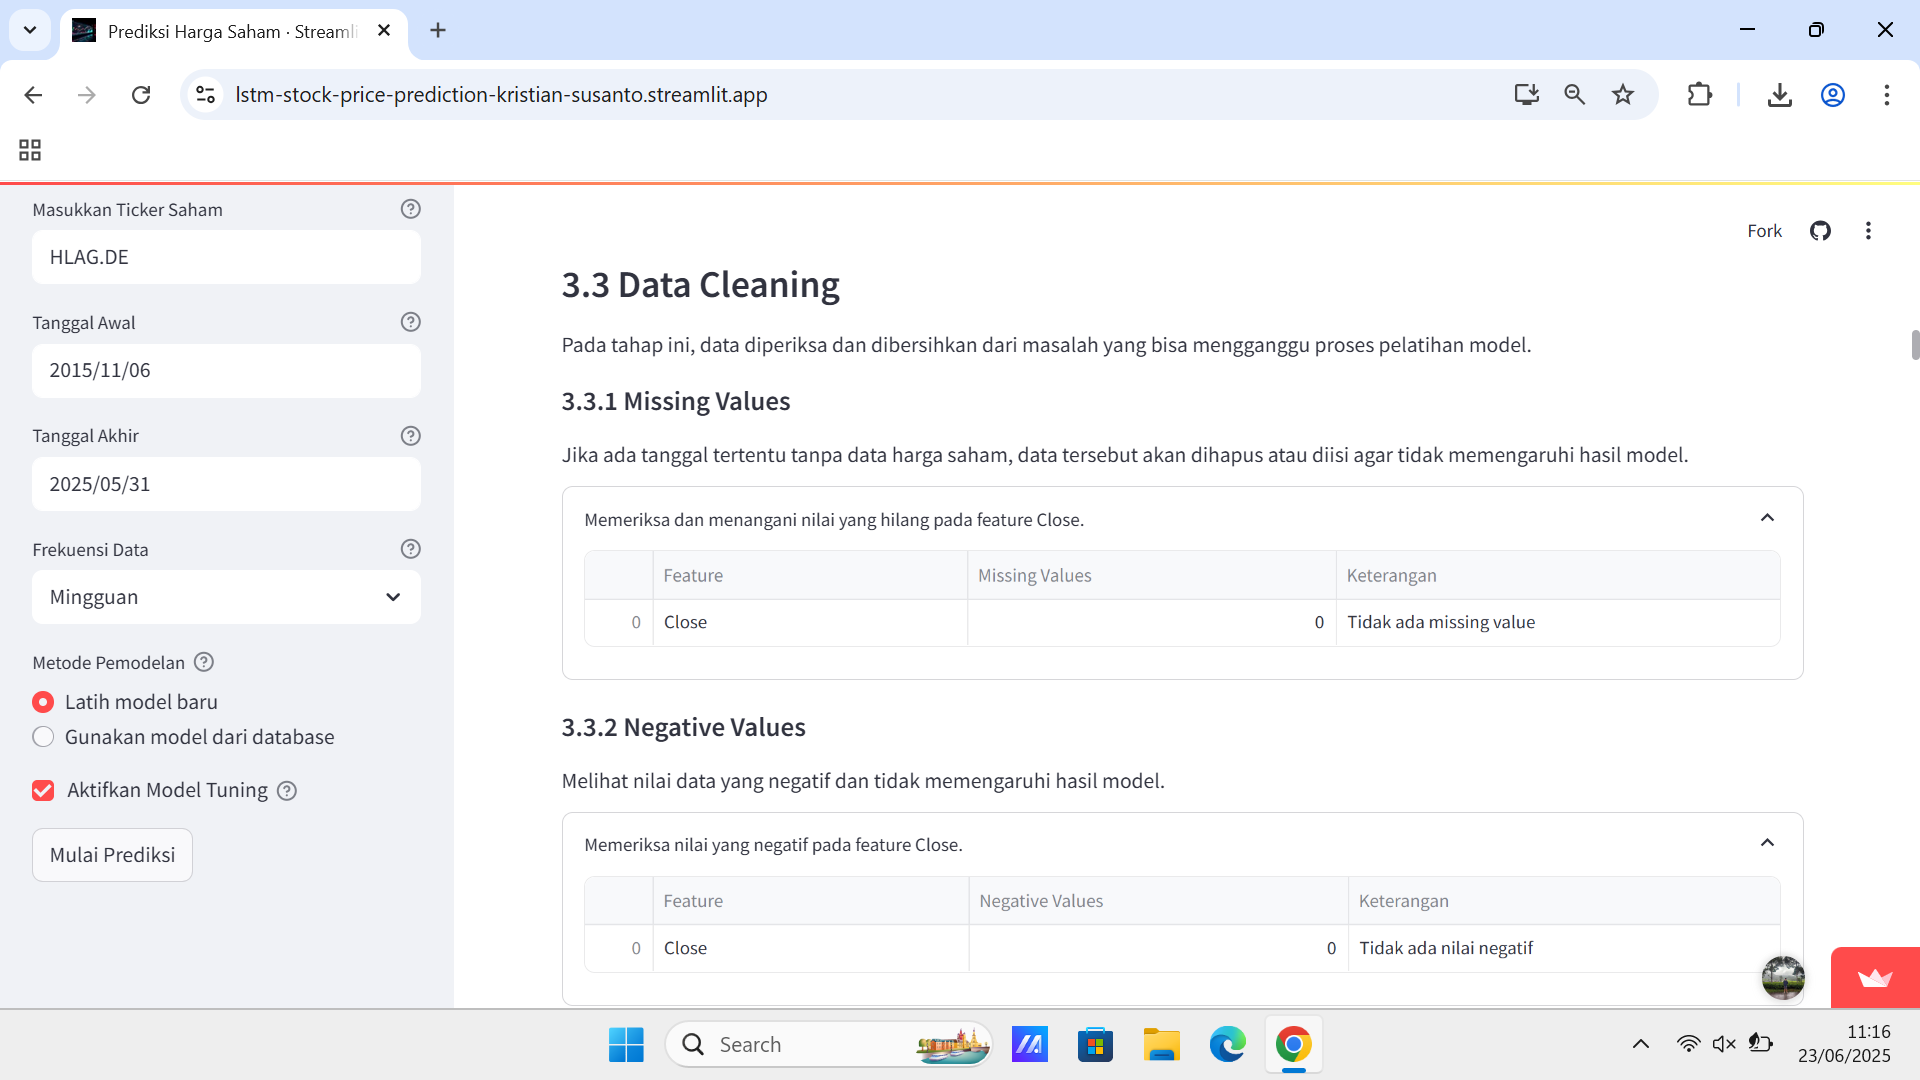 Prediksi Harga Saham · Streamli
lstm-stock-price-prediction-kristian-susanto.streamlit.app
Masukkan Ticker Saham
HLAG.DE
Tanggal Awal
2015/11/06
Tanggal Akhir
2025/05/31
Frekuensi Data
Mingguan
Metode Pemodelan
Latih model baru
Gunakan model dari database
Aktifkan Model Tuning
Mulai Prediksi
Fork
3.3 Data Cleaning
Pada tahap ini, data diperiksa dan dibersihkan dari masalah yang bisa mengganggu proses pelatihan model.
3.3.1 Missing Values
Jika ada tanggal tertentu tanpa data harga saham, data tersebut akan dihapus atau diisi agar tidak memengaruhi hasil model.
Memeriksa dan menangani nilai yang hilang pada feature Close.
Feature Missing Values Keterangan
0 Close 0 Tidak ada missing value
3.3.2 Negative Values
Melihat nilai data yang negatif dan tidak memengaruhi hasil model.
Memeriksa nilai yang negatif pada feature Close.
Feature Negative Values Keterangan
0 Close 0 Tidak ada nilai negatif
Search
11:16
23/06/2025